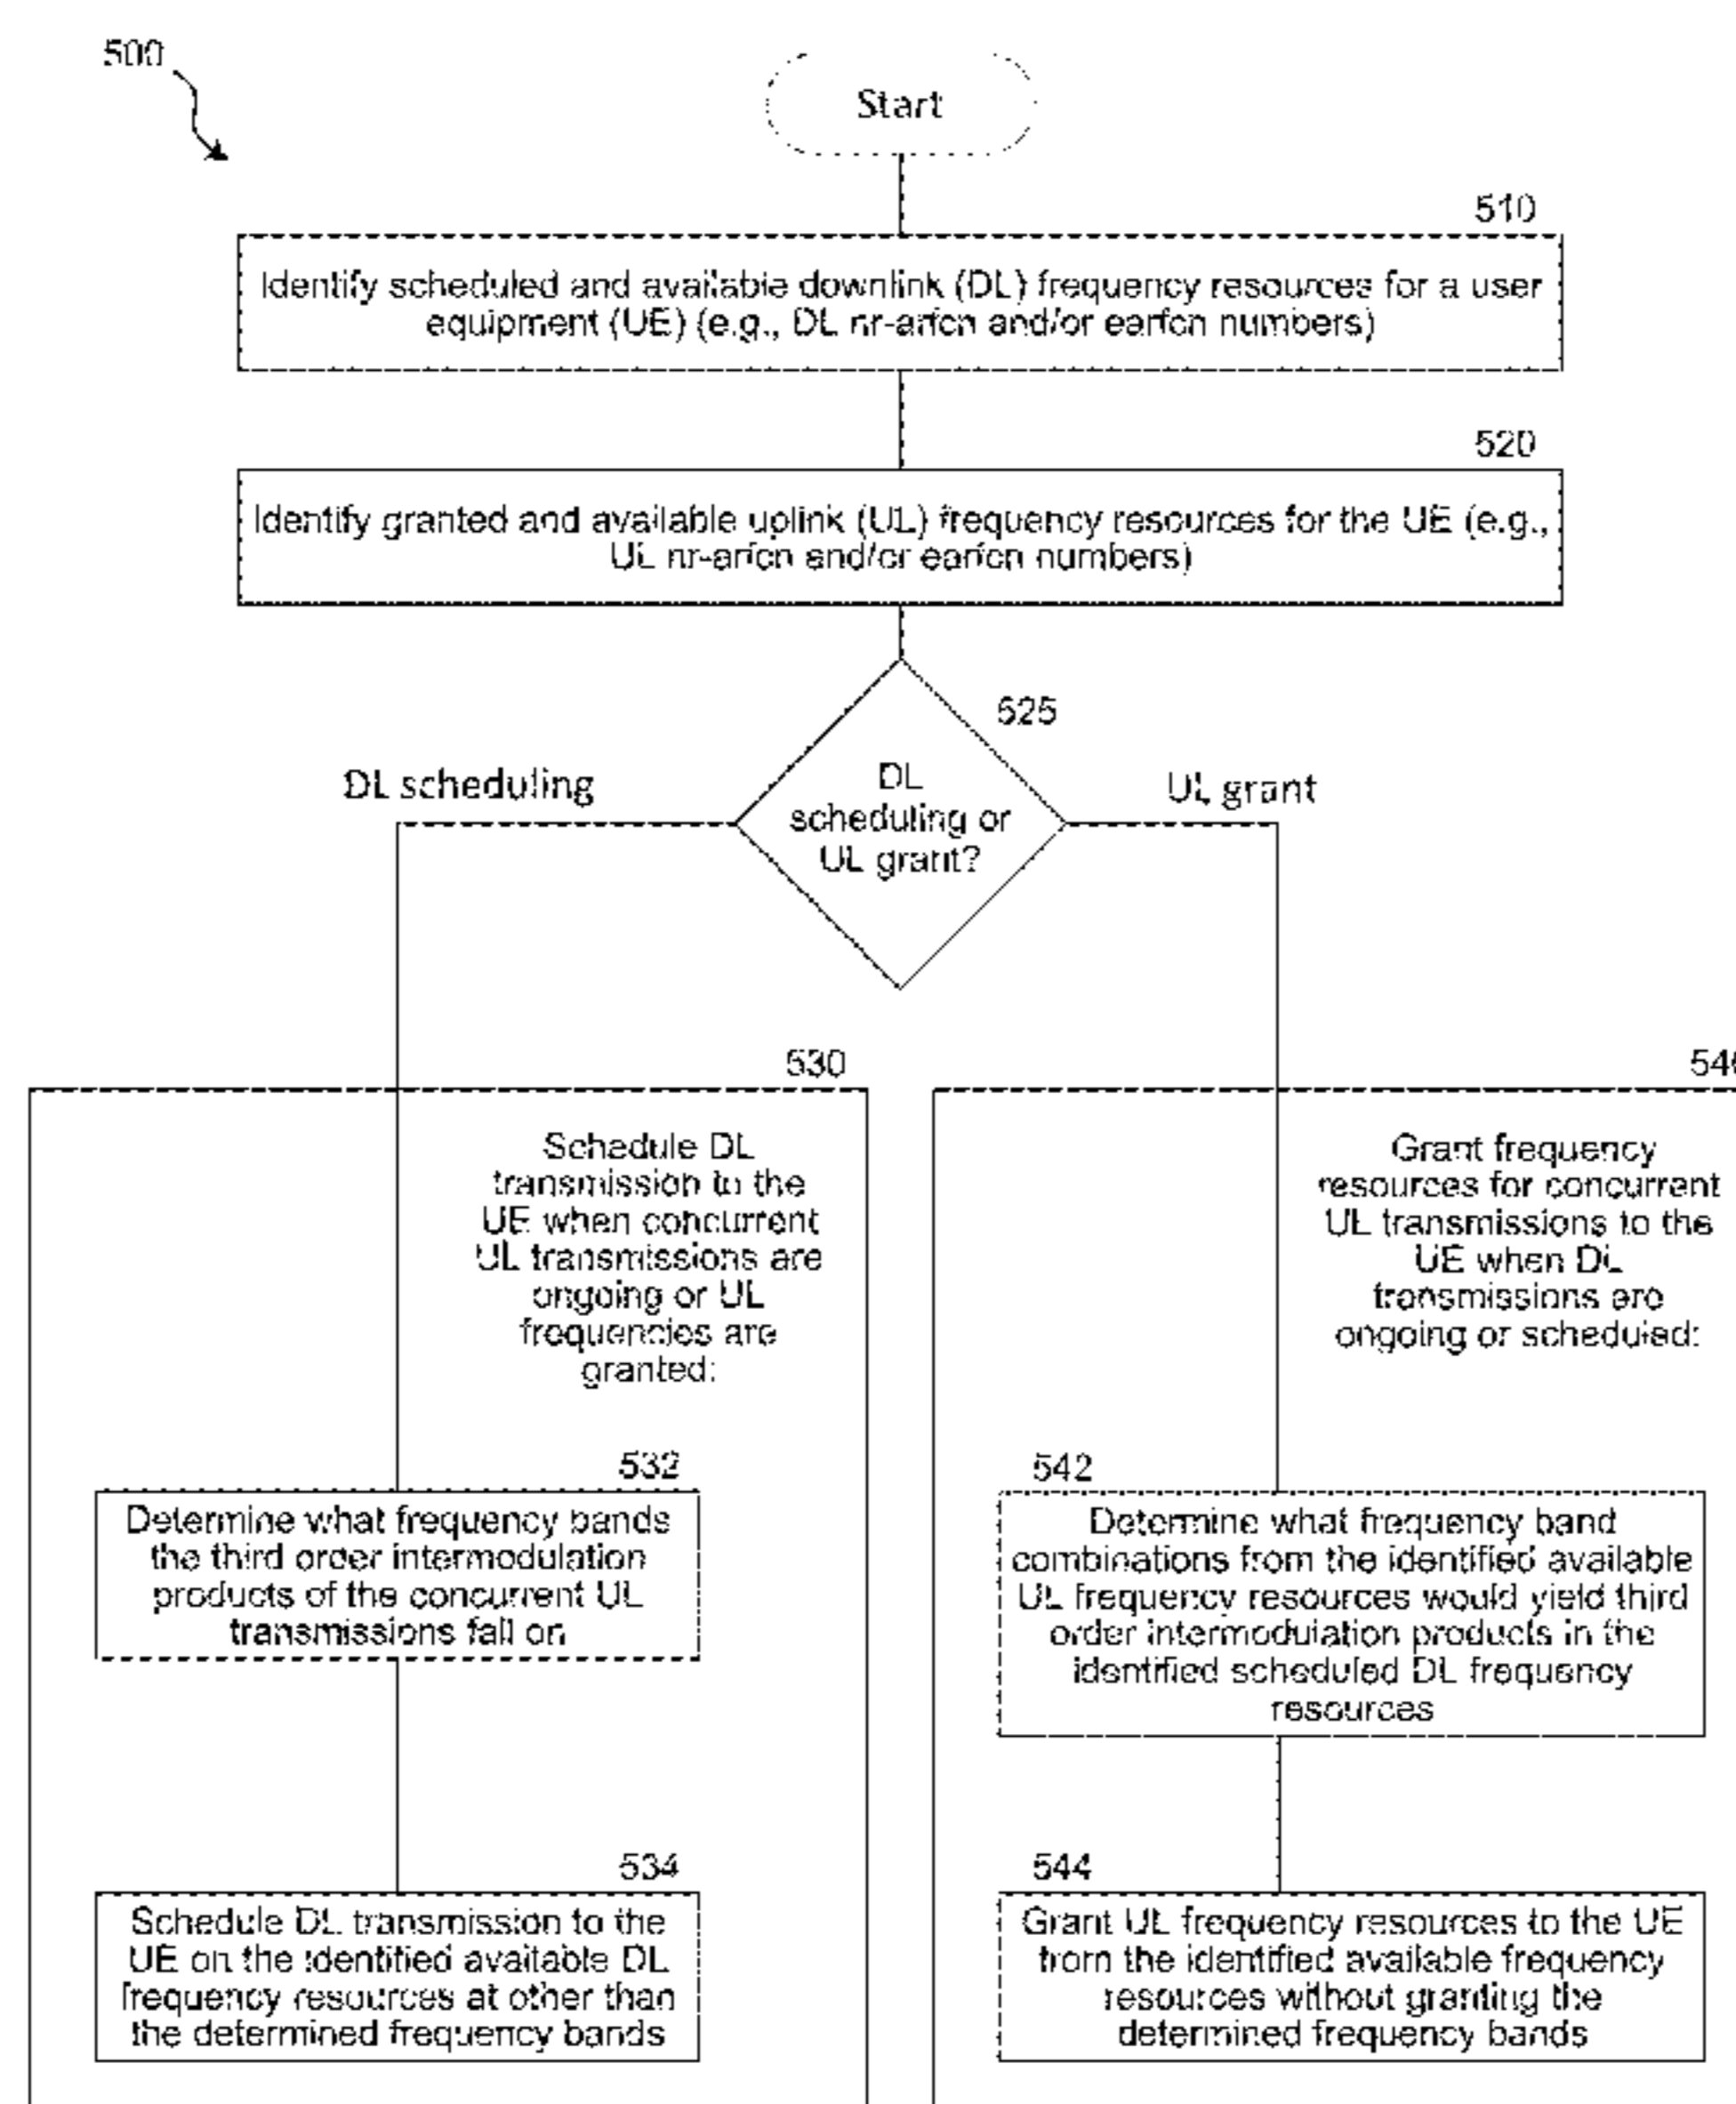 500
Start
510
Identify scheduled and available downlink (DL) frequency resources for a user
equipment (UE) (e.g., DL nr-arfcn and/or earfcn numbers)
520
Identify granted and available uplink (UL) frequency resources for the UE (e.g.,
UL nr-arfcn and/or earfcn numbers)
525
DL scheduling
DL
scheduling or
UL grant?
UL grant
530
Schedule DL
transmission to the
UE when concurrent
UL transmissions are
ongoing or UL
frequencies are
granted:
532
Determine what frequency bands
the third order intermodulation
products of the concurrent UL
transmissions fall on
534
Schedule DL transmission to the
UE on the identified available DL
frequency resources at other than
the determined frequency bands
Grant frequency
resources for concurrent
UL transmissions to the
UE when DL
transmissions are
ongoing or scheduled:
542
Determine what frequency band
combinations from the identified available
UL frequency resources would yield third
order intermodulation products in the
identified scheduled DL frequency
resources
544
Grant UL frequency resources to the UE
from the identified available frequency
resources without granting the
determined frequency bands